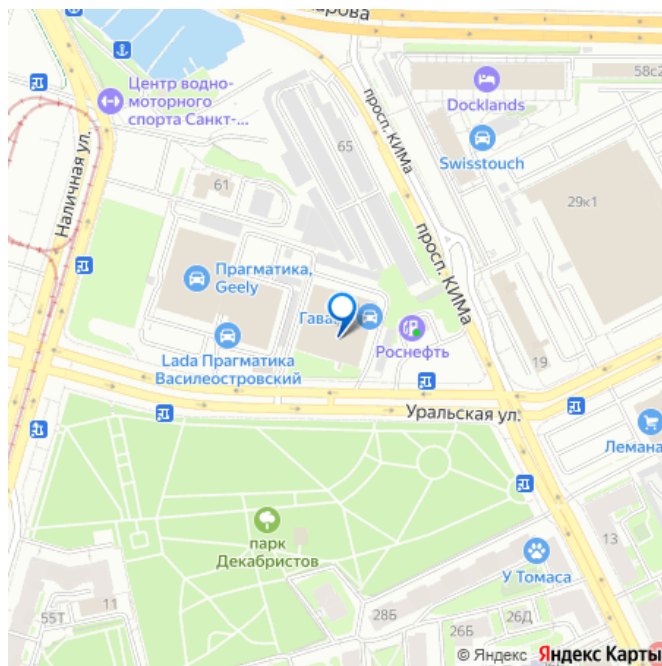 арова
58с2
Центр водно-
моторного
спорта Санкт-...
Docklands
просп. КИМа
65
Swisstouch
Наличная ул.
61
29к1
просп. КИМа
Прагматика,
Geely
Гава
Роснефть
Lada Прагматика
Василеостровский
19
Уральская ул.
Лемана
парк
Декабристов
13
У Томаса
11
55Т
28Б
26Б
26Д
© Яндекс Яндекс Карты